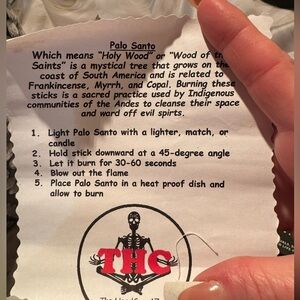 Palo Santo
Which means "Holy Wood" or "Wood of the
Saints" is a mystical tree that grows on the
coast of South America and is related to
Frankincense, Myrrh, and Copal. Burning these
sticks is a sacred practice used by Indigenous
communities of the Andes to cleanse their space
and ward off evil spirts.
1. Light Palo Santo with a lighter, match, or
candle
2. Hold stick downward at a 45-degree angle
3. Let it burn for 30-60 seconds
4. Blow out the flame
5. Place Palo Santo in a heat proof dish and
allow to burn
THC